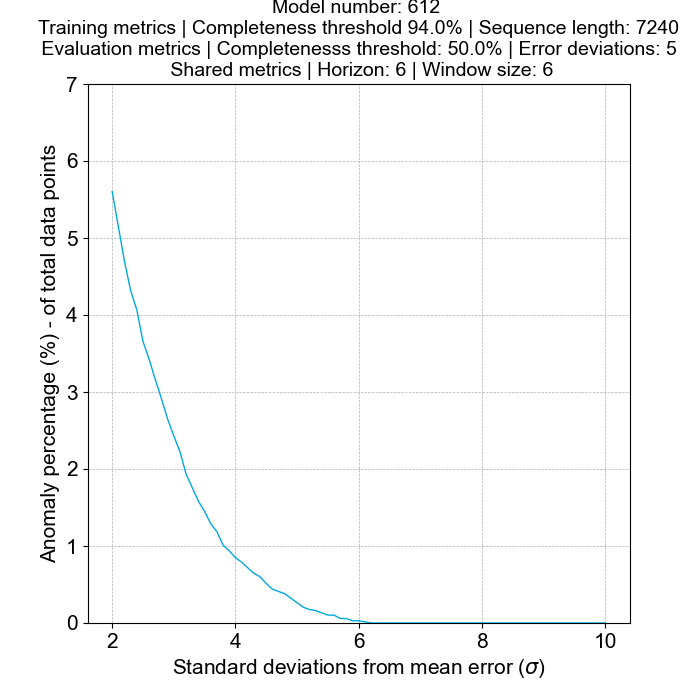 Model number: 612
Training metrics | Completeness threshold 94.0% | Sequence length: 7240
Evaluation metrics | Completenesss threshold: 50.0% | Error deviations: 5
Shared metrics | Horizon: 6 | Window size: 6
7
6
5
4
3
2
1
0
Anomaly percentage (%) - of total data points
2 4 6 8 10
Standard deviations from mean error (σ)